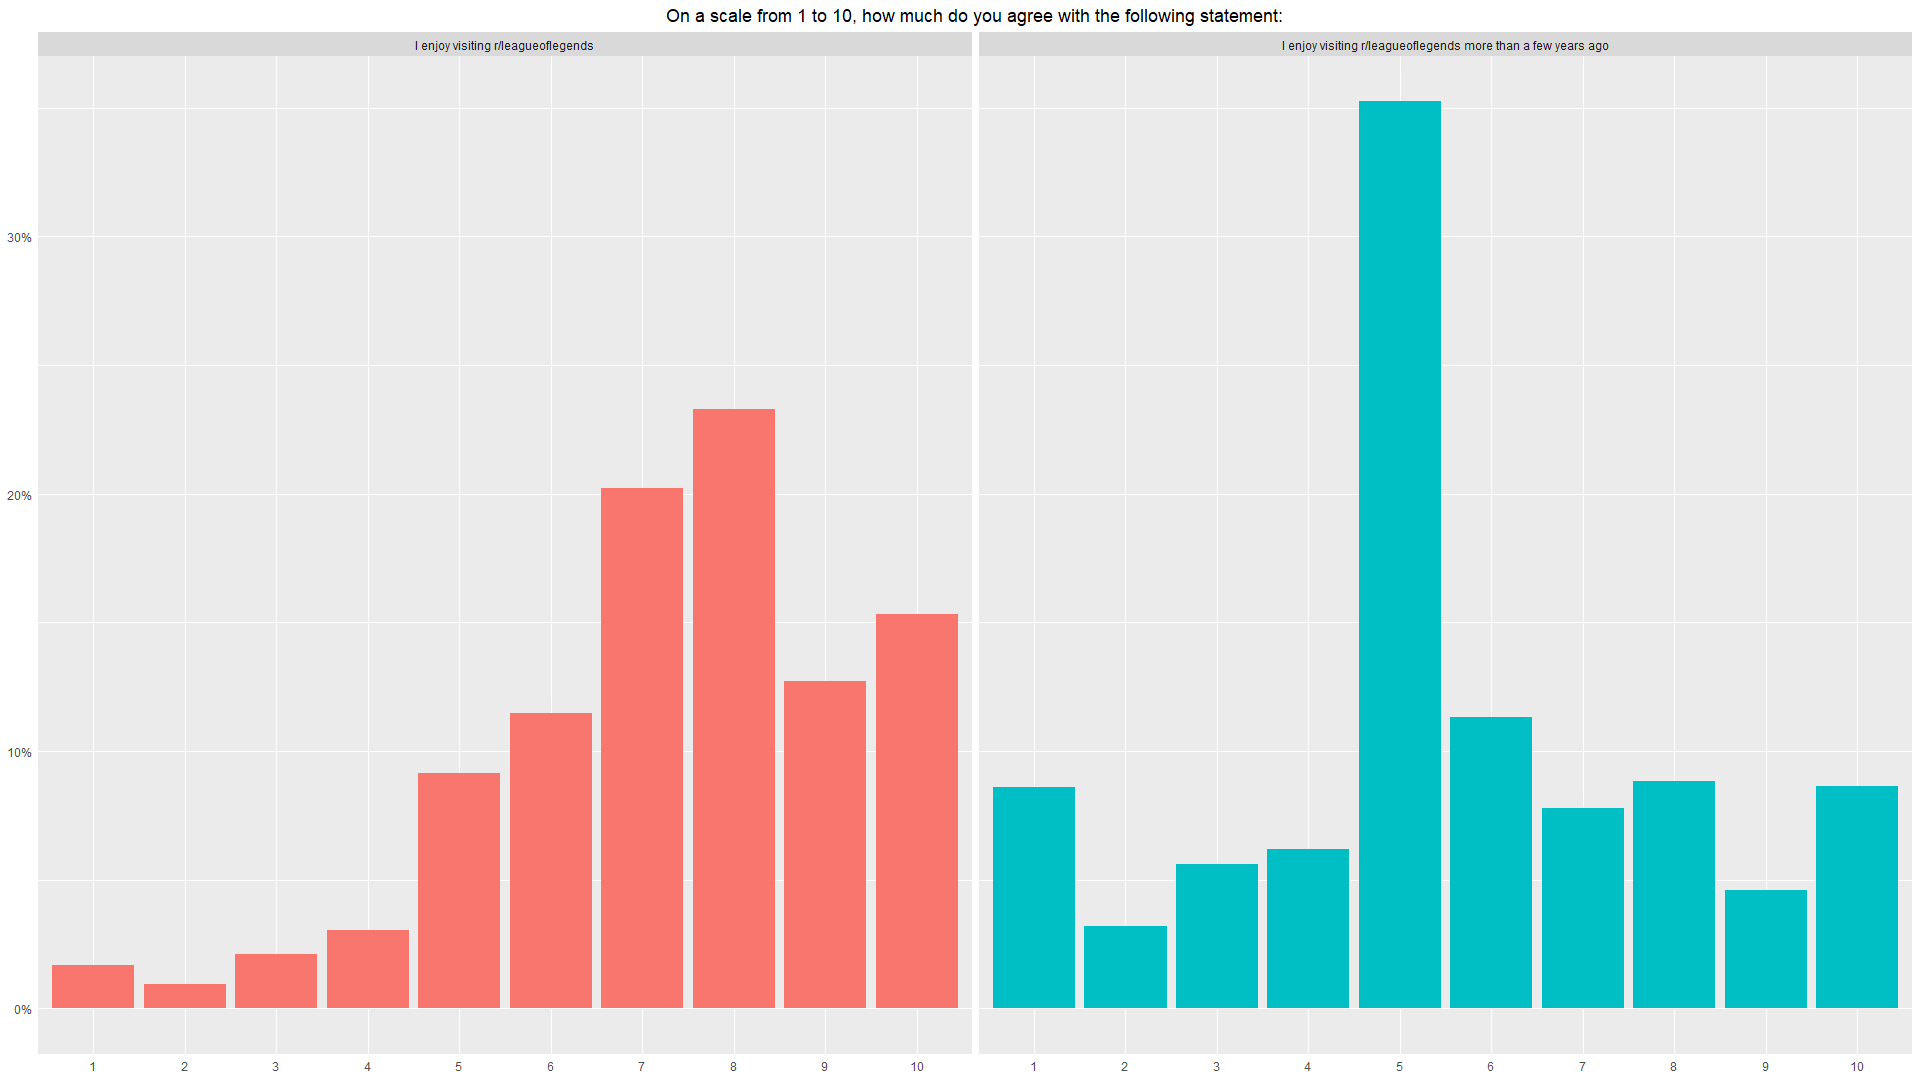 On a scale from 1 to 10, how much do you agree with the following statement:
I enjoy visiting r/leagueoflegends
I enjoy visiting r/leagueoflegends more than a few years ago
30%
20%
10%
0%
1 2 3 4 5 6 7 8 9 10
1 2 3 4 5 6 7 8 9 10